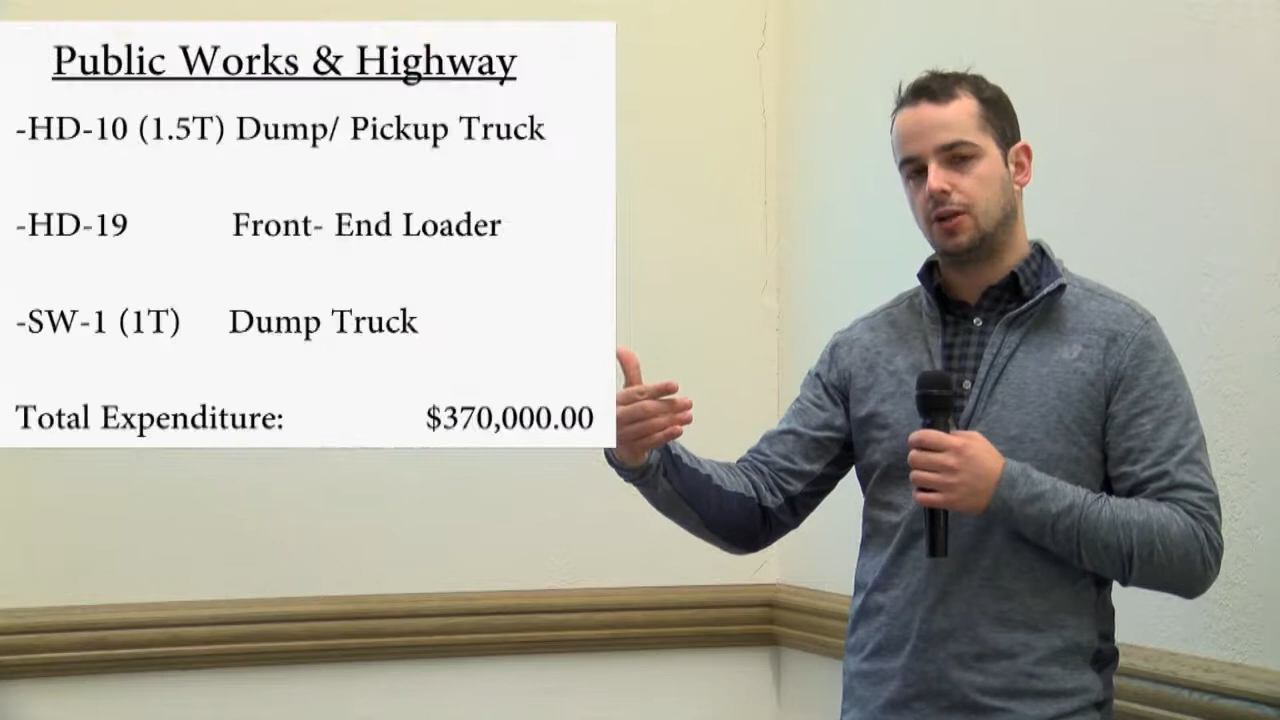 Public Works & Highway
-HD-10 (1.5T) Dump/ Pickup Truck
-HD-19 Front- End Loader
-SW-1 (1T) Dump Truck
Total Expenditure: $370,000.00